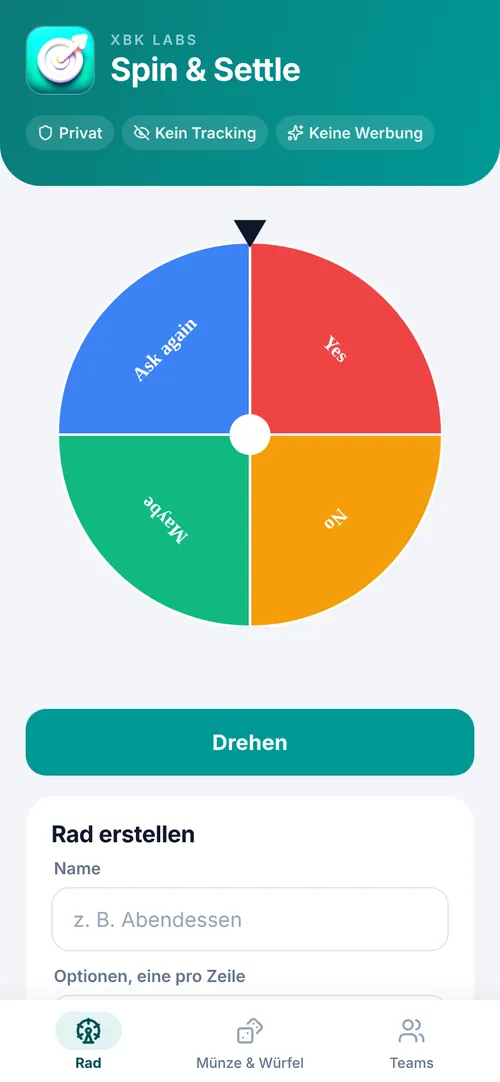 XBK LABS
Spin & Settle
Privat
Kein Tracking
Keine Werbung
Ask again
Yes
Maybe
No
Drehen
Rad erstellen
Name
z. B. Abendessen
Optionen, eine pro Zeile
Rad
Münze & Würfel
Teams